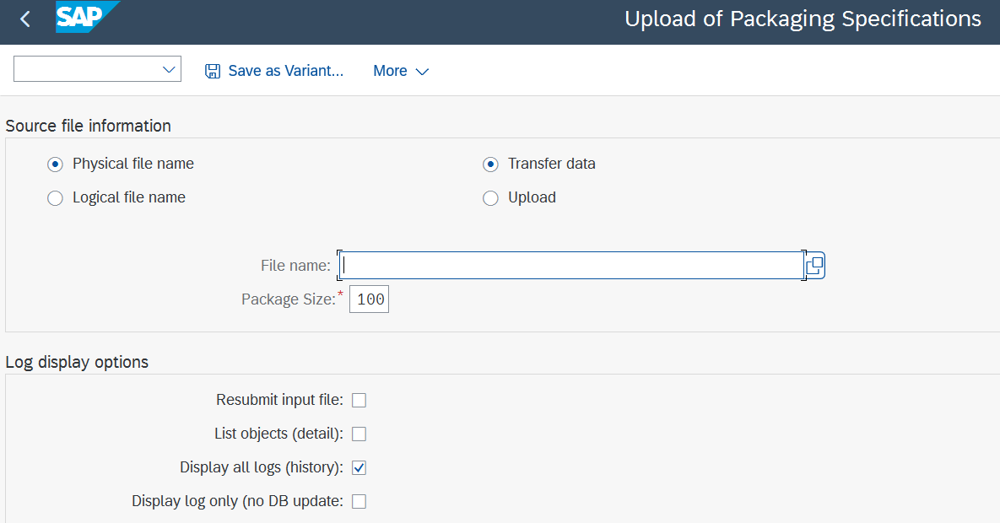 SAP
Upload of Packaging Specifications
Save as Variant... More
Source file information
Physical file name Transfer data
Logical file name Upload
File name:
Package Size:* 100
Log display options
Resubmit input file:
List objects (detail):
Display all logs (history):
Display log only (no DB update: